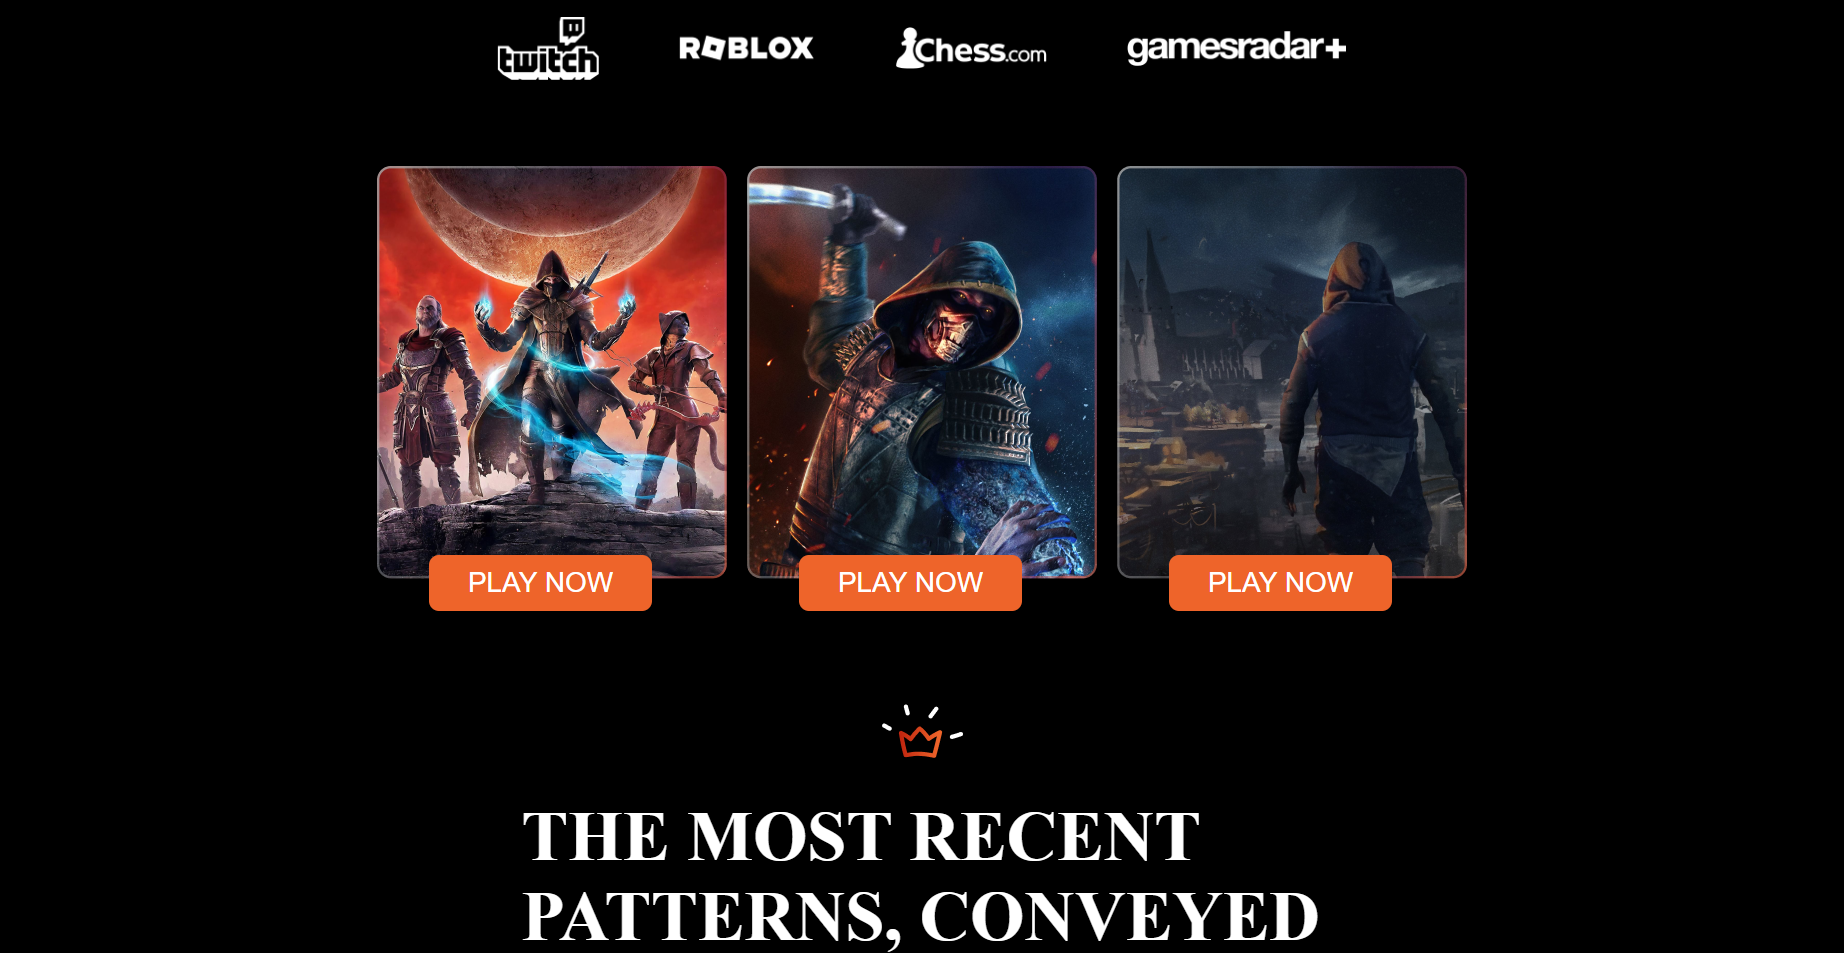 twitch
ROBLOX
Chess.com
gamesradar+
PLAY NOW
PLAY NOW
PLAY NOW
THE MOST RECENT
PATTERNS, CONVEYED